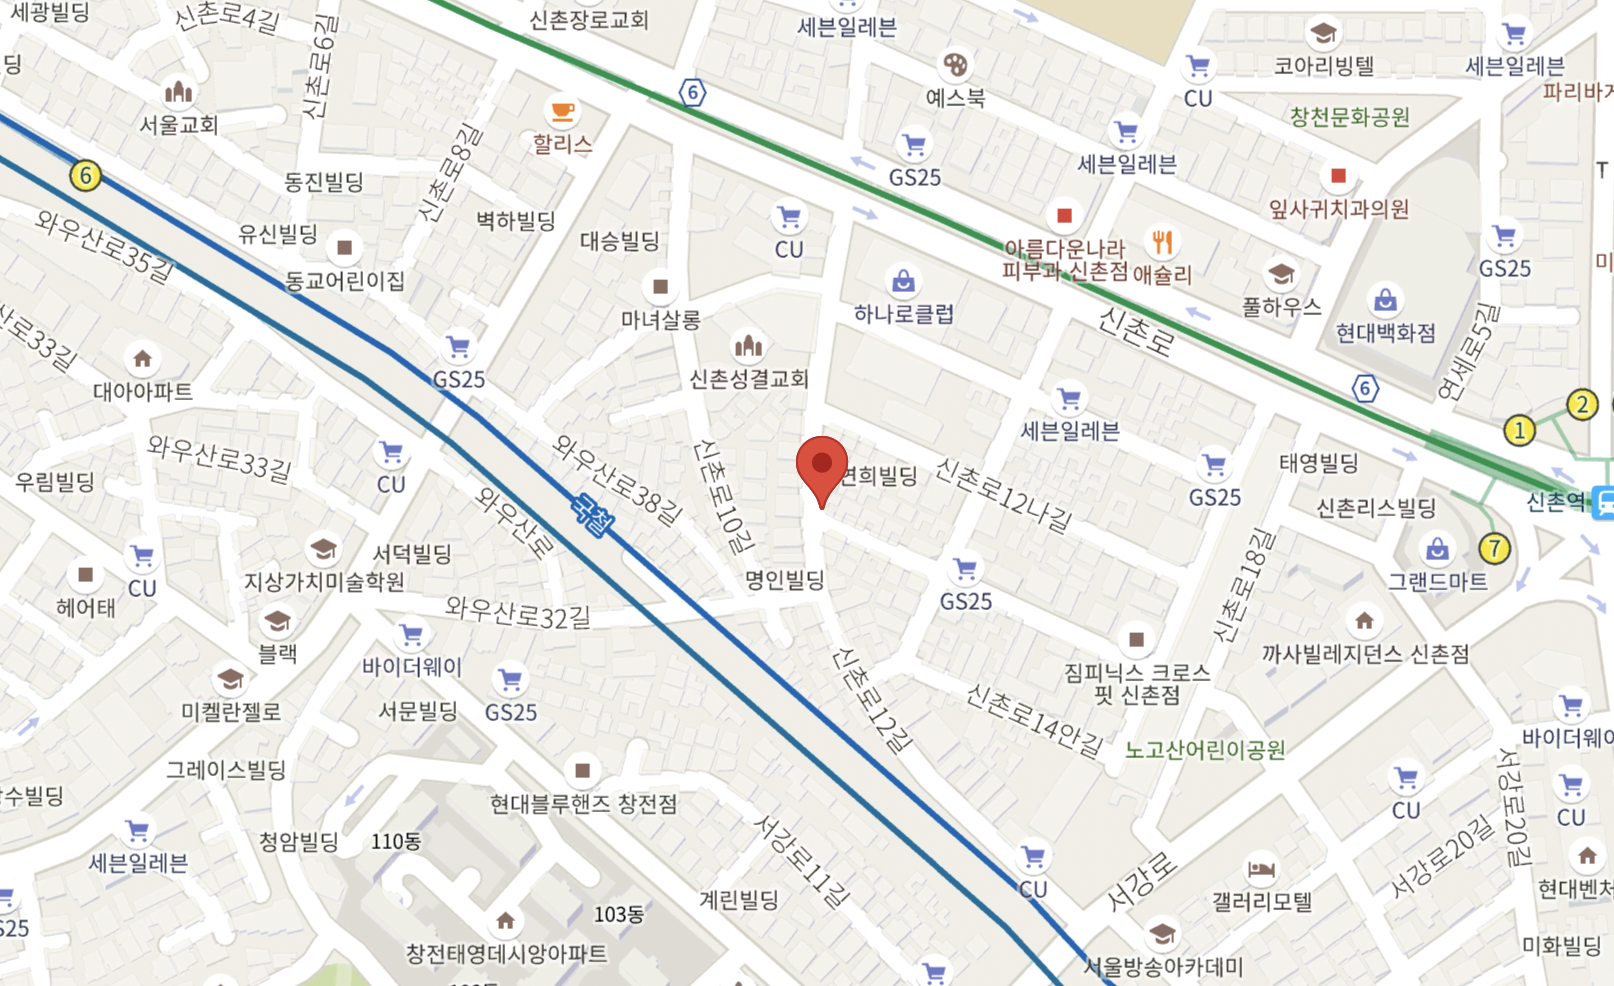 세광빌딩
신촌로4길
신촌로6길
신촌장로교회
세븐일레븐
코아리빙텔
세븐일레븐
딩
서울교회
할리스
6
예스북
CU
창천문화공원
세븐일레븐
GS25
6
동진빌딩
신촌로8길
벽하빌딩
유신빌딩
대승빌딩
CU
잎사귀치과의원
T
와우산로35길
동교어린이집
마녀살롱
하나로클럽
아름다운나라
피부과 신촌점
애슐리
풀하우스
현대백화점
GS25
미
신촌로
연세로5길
산로33길
대아아파트
GS25
신촌성결교회
세븐일레븐
6
1
2
와우산로33길
CU
우림빌딩
와우산로38길
신촌로10길
연희빌딩
신촌로12나길
GS25
태영빌딩
신촌리스빌딩
신촌역
7
그랜드마트
와우산로
국철
서덕빌딩
지상가치미술학원
CU
헤어태
명인빌딩
GS25
신촌로18길
와우산로32길
블랙
바이더웨이
GS25
미켈란젤로
서문빌딩
신촌로12길
신촌로14안길
짐피닉스 크로스
핏 신촌점
까사빌레지던스 신촌점
노고산어린이공원
바이더웨이
그레이스빌딩
현대블루핸즈 창전점
CU
CU
서강로20길
청암빌딩
110동
세븐일레븐
서강로11길
CU
서강로
서강로20길
현대벤처
계린빌딩
103동
갤러리모텔
창전태영데시앙아파트
서울방송아카데미
미화빌딩